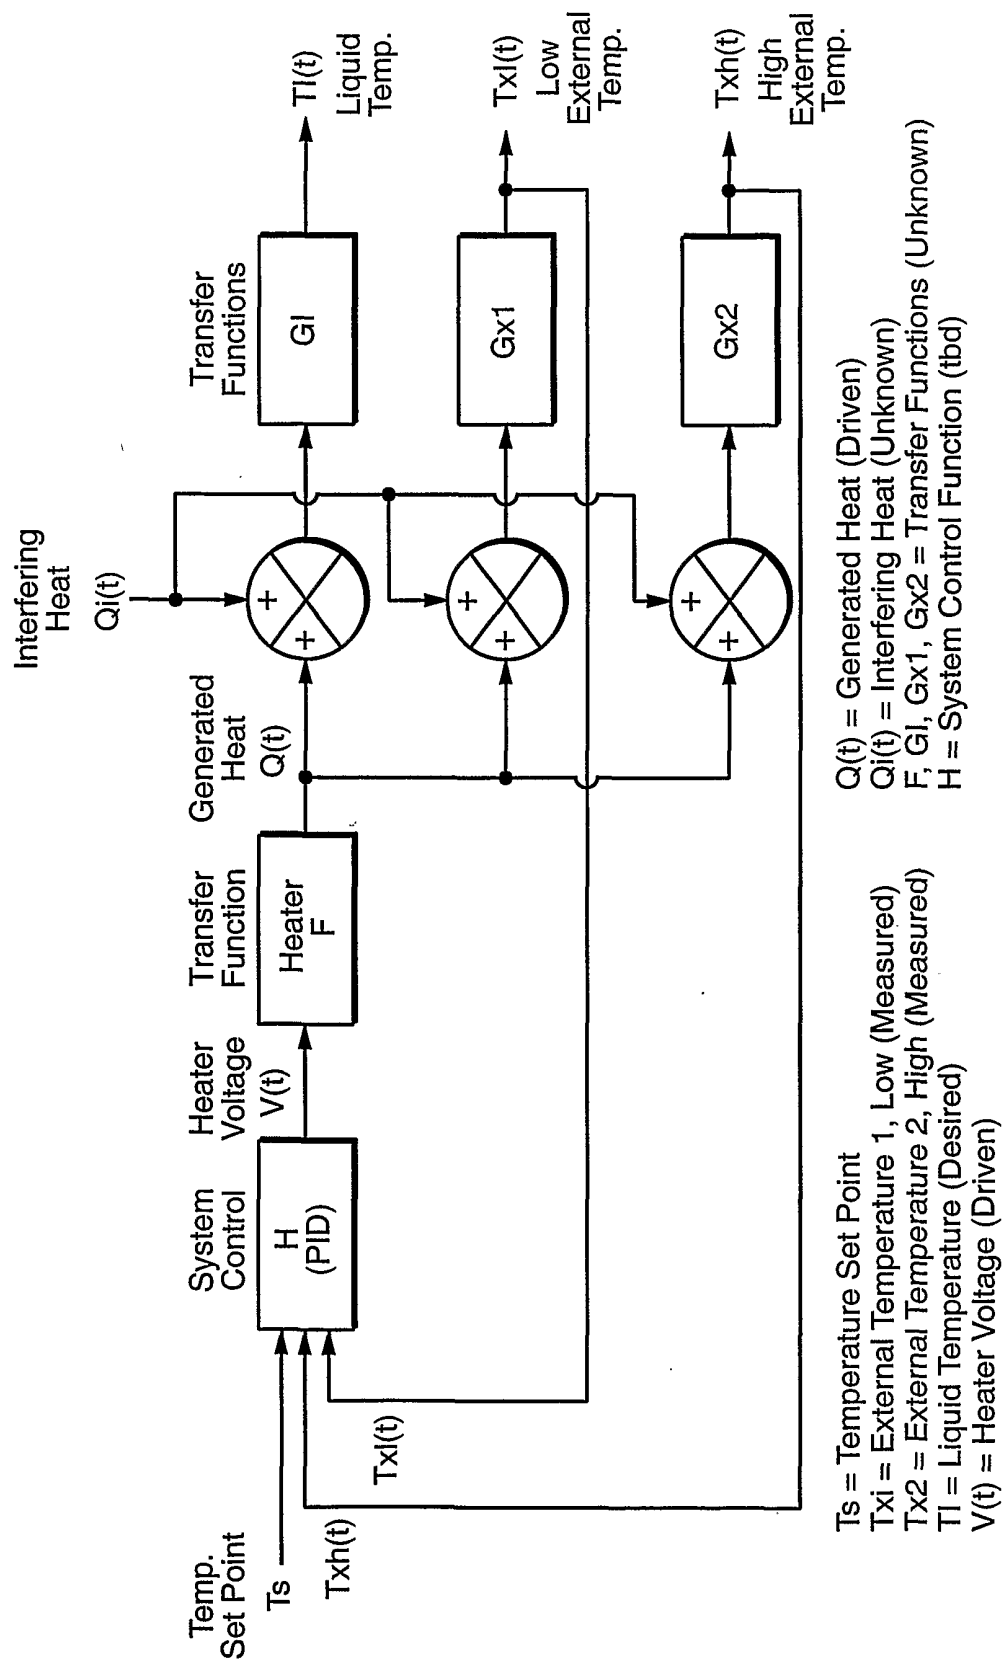 Interfering
Heat
Qi(t)
Temp.
Set Point
Ts
Txh(t)
Txl(t)
System
Control
H
(PID)
Heater
Voltage
V(t)
Transfer
Function
Heater
F
Generated
Heat
Q(t)
+
+
+
+
+
+
Transfer
Functions
Gl
Gx1
Gx2
Tl(t)
Liquid
Temp.
Txl(t)
Low
External
Temp.
Txh(t)
High
External
Temp.
Ts = Temperature Set Point
Txi = External Temperature 1, Low (Measured)
Tx2 = External Temperature 2, High (Measured)
Tl = Liquid Temperature (Desired)
V(t) = Heater Voltage (Driven)
Q(t) = Generated Heat (Driven)
Qi(t) = Interfering Heat (Unknown)
F, Gl, Gx1, Gx2 = Transfer Functions (Unknown)
H = System Control Function (tbd)